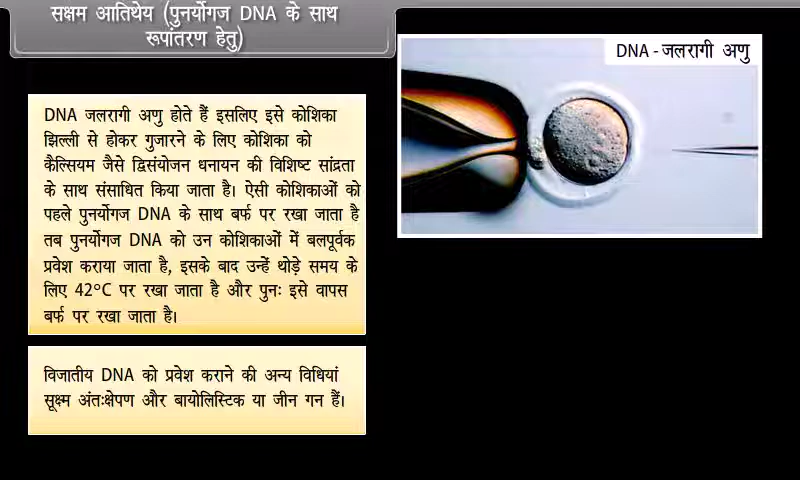 सक्षम आतिथेय (पुनर्योगज DNA के साथ
रूपांतरण हेतु)
DNA - जलरागी अणु
DNA जलरागी अणु होते हैं इसलिए इसे कोशिका
झिल्ली से होकर गुजारने के लिए कोशिका को
कैल्सियम जैसे द्विसंयोजन धनायन की विशिष्ट सांद्रता
के साथ संसाधित किया जाता है। ऐसी कोशिकाओं को
पहले पुनर्योगज DNA के साथ बर्फ पर रखा जाता है
तब पुनर्योगज DNA को उन कोशिकाओं में बलपूर्वक
प्रवेश कराया जाता है, इसके बाद उन्हें थोड़े समय के
लिए 42°C पर रखा जाता है और पुनः इसे वापस
बर्फ पर रखा जाता है।
विजातीय DNA को प्रवेश कराने की अन्य विधियां
सूक्ष्म अंतःक्षेपण और बायोलिस्टिक या जीन गन हैं।